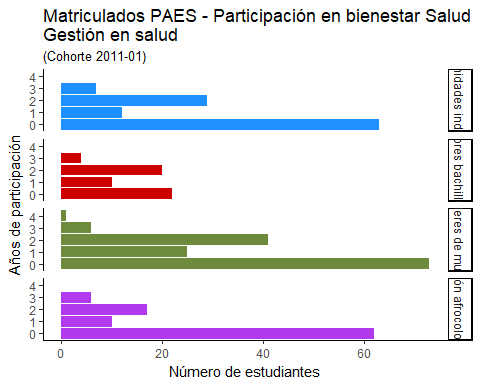 Matriculados PAES - Participación en bienestar Salud
Gestión en salud
(Cohorte 2011-01)
Años de participación
4
3
2
1
0
idades ind
4
3
2
1
0
res bachill
4
3
2
1
0
eres de mu
4
3
2
1
0
ón afrocolo
0
20
40
60
Número de estudiantes